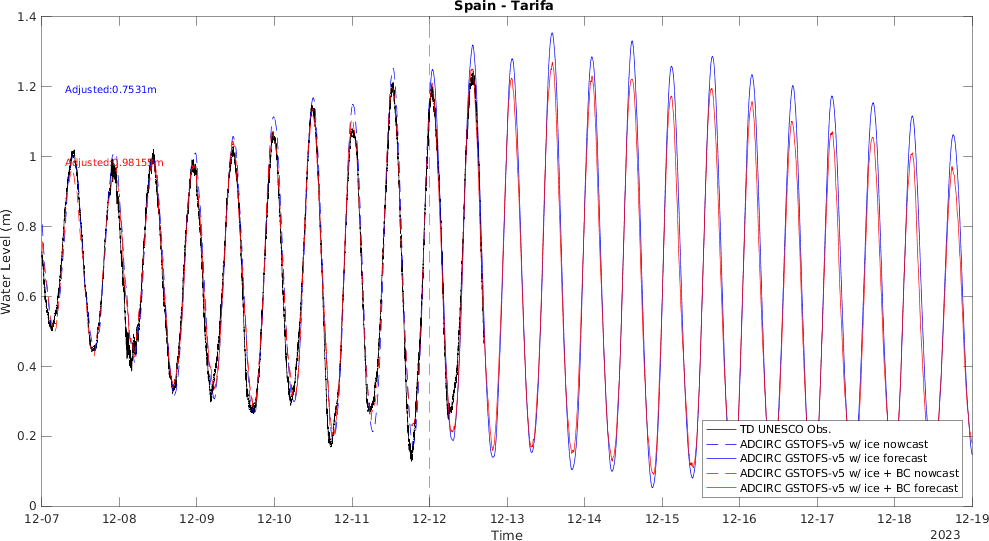 Spain - Tarifa
1.4
1.2
1
0.8
0.6
0.4
0.2
0
Water Level (m)
Adjusted:0.7531m
Adjusted:0.98155m
TD UNESCO Obs.
ADCIRC GSTOFS-v5 w/ ice nowcast
ADCIRC GSTOFS-v5 w/ ice forecast
ADCIRC GSTOFS-v5 w/ ice + BC nowcast
ADCIRC GSTOFS-v5 w/ ice + BC forecast
12-07 12-08 12-09 12-10 12-11 12-12 12-13 12-14 12-15 12-16 12-17 12-18 12-19
Time
2023